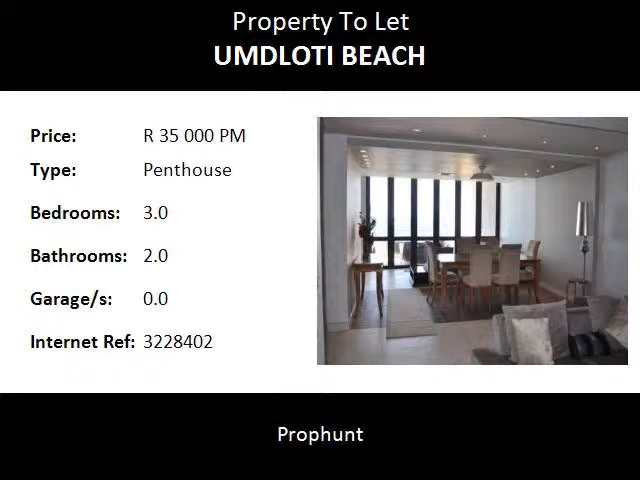 Property To Let
UMDLOTI BEACH
Price: R 35 000 PM
Type: Penthouse
Bedrooms: 3.0
Bathrooms: 2.0
Garage/s: 0.0
Internet Ref: 3228402
Prophunt